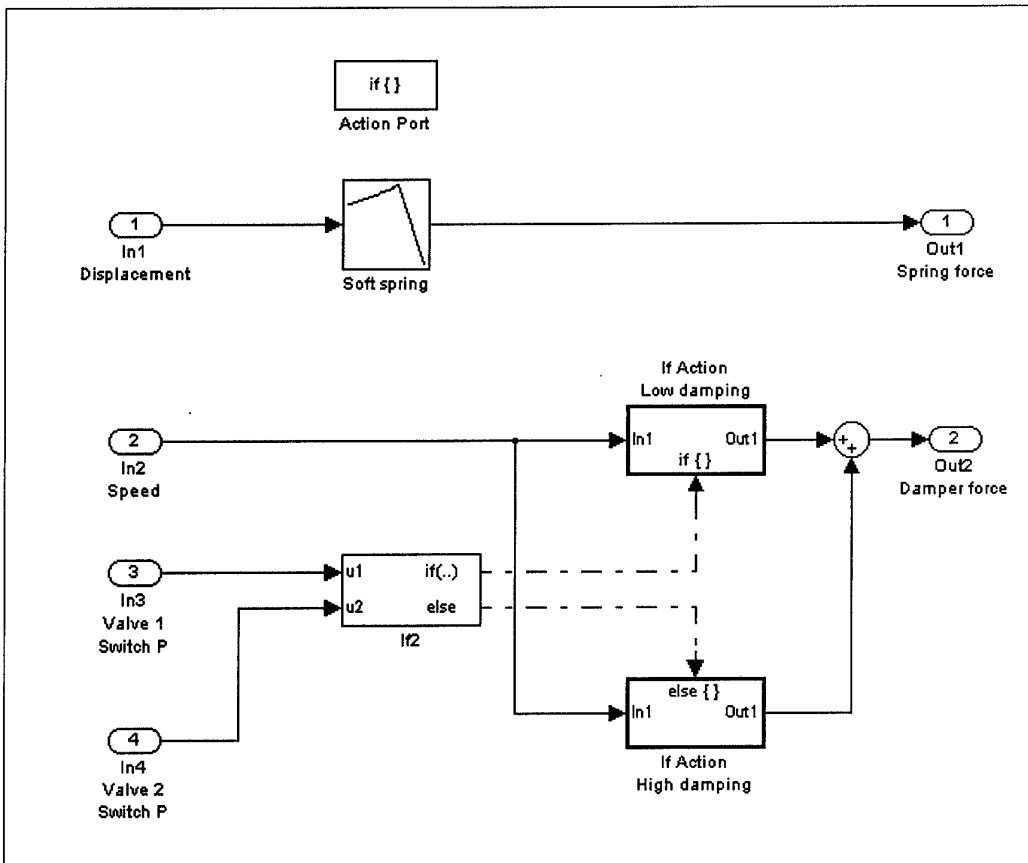 if { }
Action Port
1
In1
Displacement
Soft spring
1
Out1
Spring force
If Action
Low damping
2
In2
Speed
In1
Out1
if { }
+
+
2
Out2
Damper force
3
In3
Valve 1
Switch P
u1
if(..)
u2
else
If2
4
In4
Valve 2
Switch P
else { }
In1
Out1
If Action
High damping